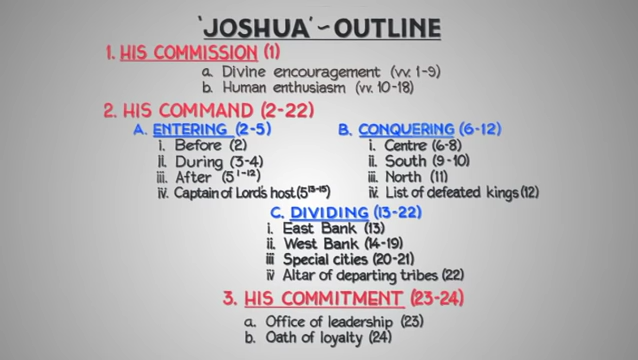 'JOSHUA' ~ OUTLINE
1. HIS COMMISSION (1)
a. Divine encouragement (vv. 1-9)
b. Human enthusiasm (vv. 10-18)
2. HIS COMMAND (2-22)
A. ENTERING (2-5)
i. Before (2)
ii. During (3-4)
iii. After (5 1-12)
iv. Captain of Lord's host (5 13-15)
B. CONQUERING (6-12)
i. Centre (6-8)
ii. South (9-10)
iii. North (11)
iv. List of defeated kings (12)
C. DIVIDING (13-22)
i. East Bank (13)
ii. West Bank (14-19)
iii Special cities (20-21)
iv Altar of departing tribes (22)
3. HIS COMMITMENT (23-24)
a. Office of leadership (23)
b. Oath of loyalty (24)